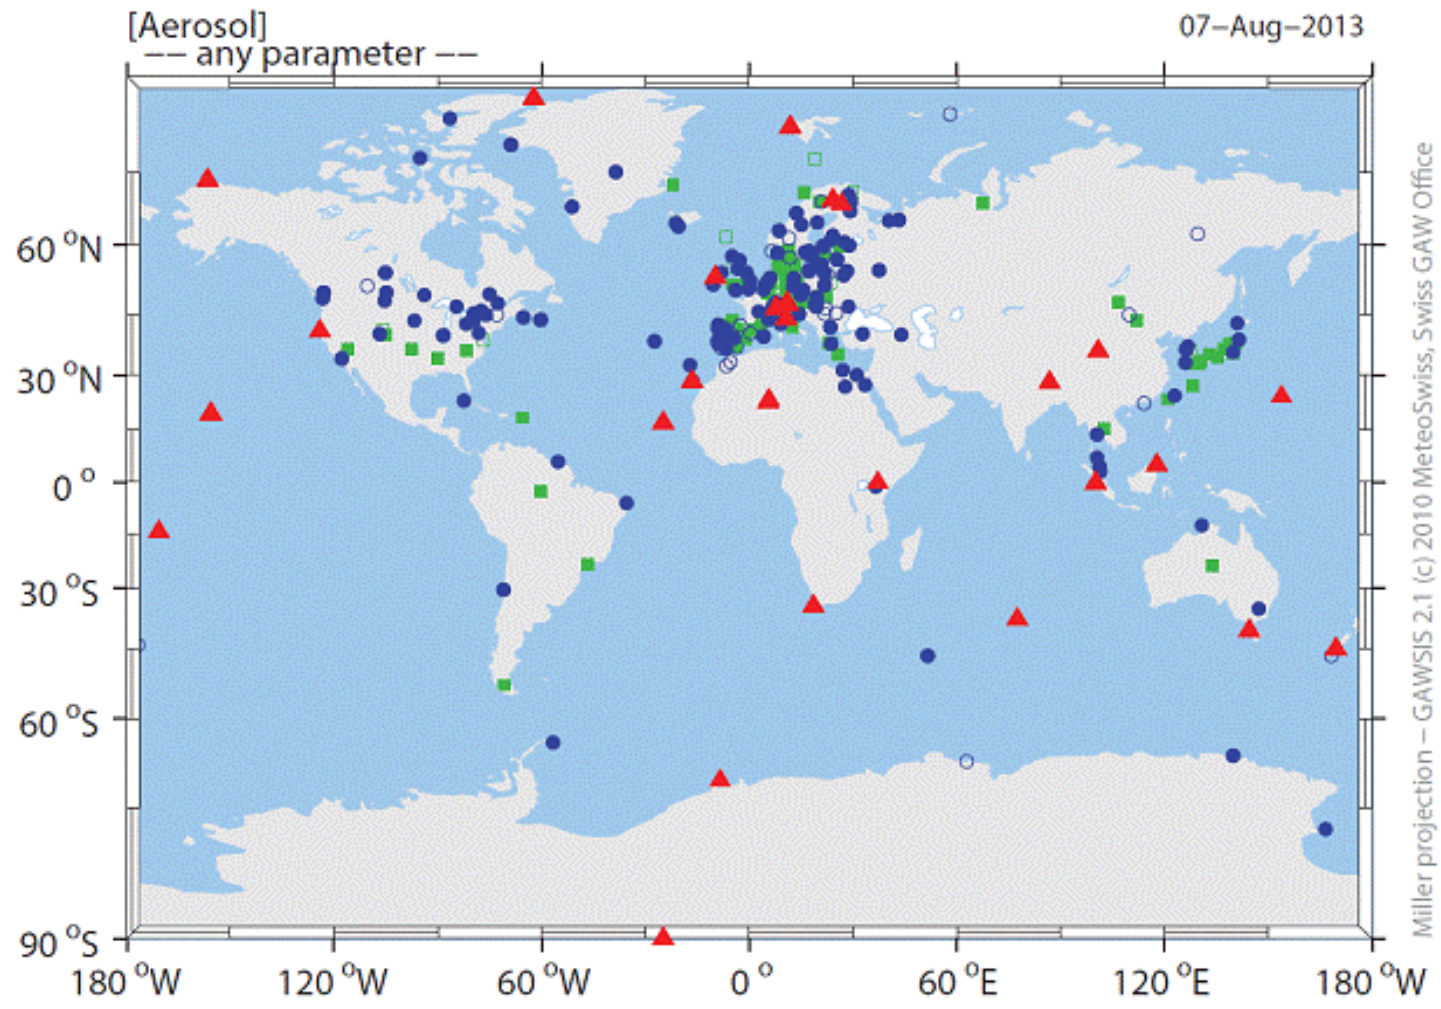 [Aerosol]
−− any parameter −−
07−Aug−2013
60 °N
30 °N
0 °
30 °S
60 °S
90 °S
180 °W
120 °W
60 °W
0 °
60 °E
120 °E
180 °W
Miller projection − GAWSIS 2.1 (c) 2010 MeteoSwiss, Swiss GAW Office